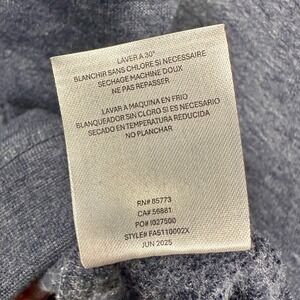 LAVER A 30°
BLANCHIR SANS CHLORE SI NECESSAIRE
SECHAGE MACHINE DOUX
NE PAS REPASSER
LAVAR A MAQUINA EN FRIO
BLANQUEADOR SIN CLORO SI ES NECESARIO
SECADO EN TEMPERATURA REDUCIDA
NO PLANCHAR
RN# 85773
CA# 56861
PO# I027500
STYLE# FA5110002X
JUN 2025